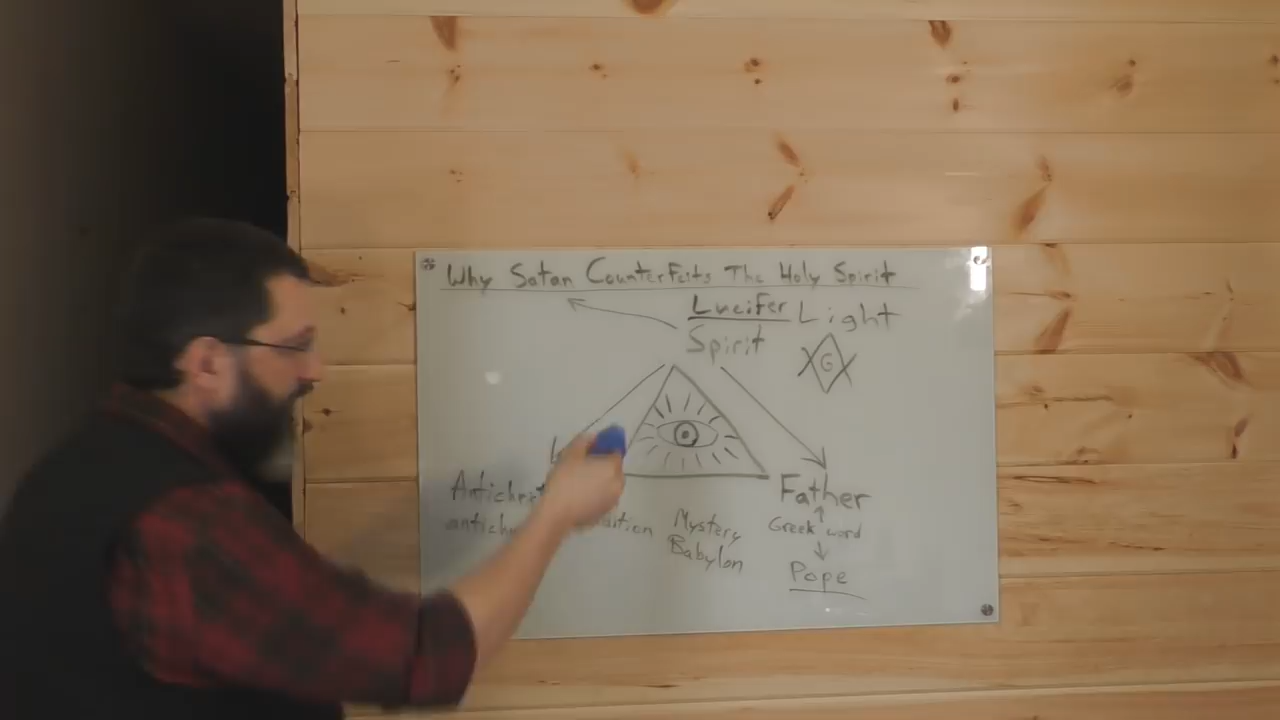 Why Satan Counterfeits The Holy Spirit
Lucifer Light
Spirit
G
Father
Mystery
Babylon
Greek word
Pope